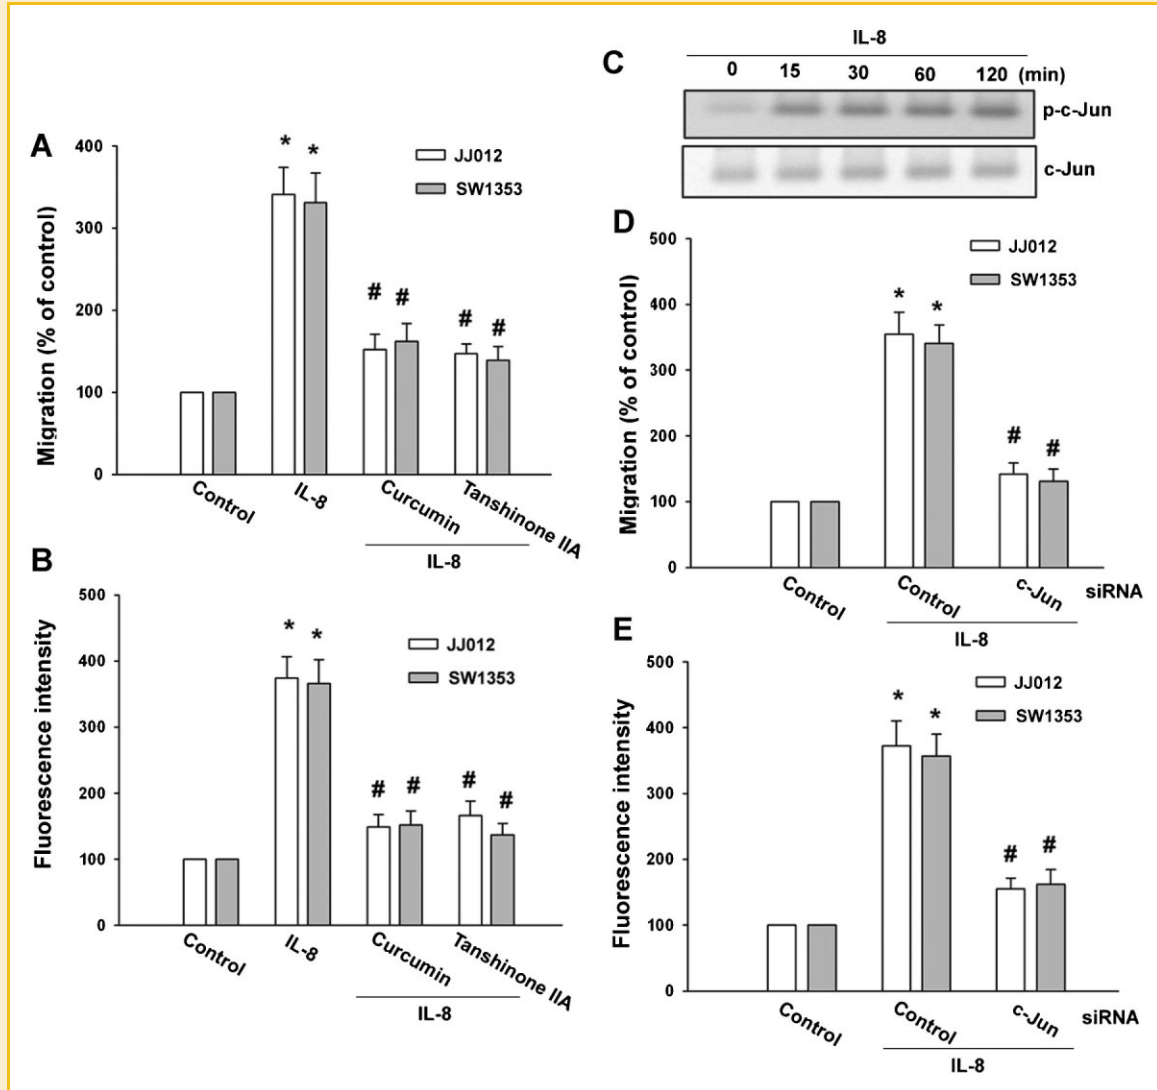 A
Migration (% of control)
400
300
200
100
0
* *
# # # #
JJ012
SW1353
Control IL-8 Curcumin Tanshinone IIA
IL-8
B
Fluorescence intensity
500
400
300
200
100
0
* *
# # # #
JJ012
SW1353
Control IL-8 Curcumin Tanshinone IIA
IL-8
C
IL-8
0 15 30 60 120 (min)
p-c-Jun
c-Jun
D
Migration (% of control)
500
400
300
200
100
0
* *
# #
JJ012
SW1353
Control Control c-Jun siRNA
IL-8
E
Fluorescence intensity
500
400
300
200
100
0
* *
# #
JJ012
SW1353
Control Control c-Jun siRNA
IL-8